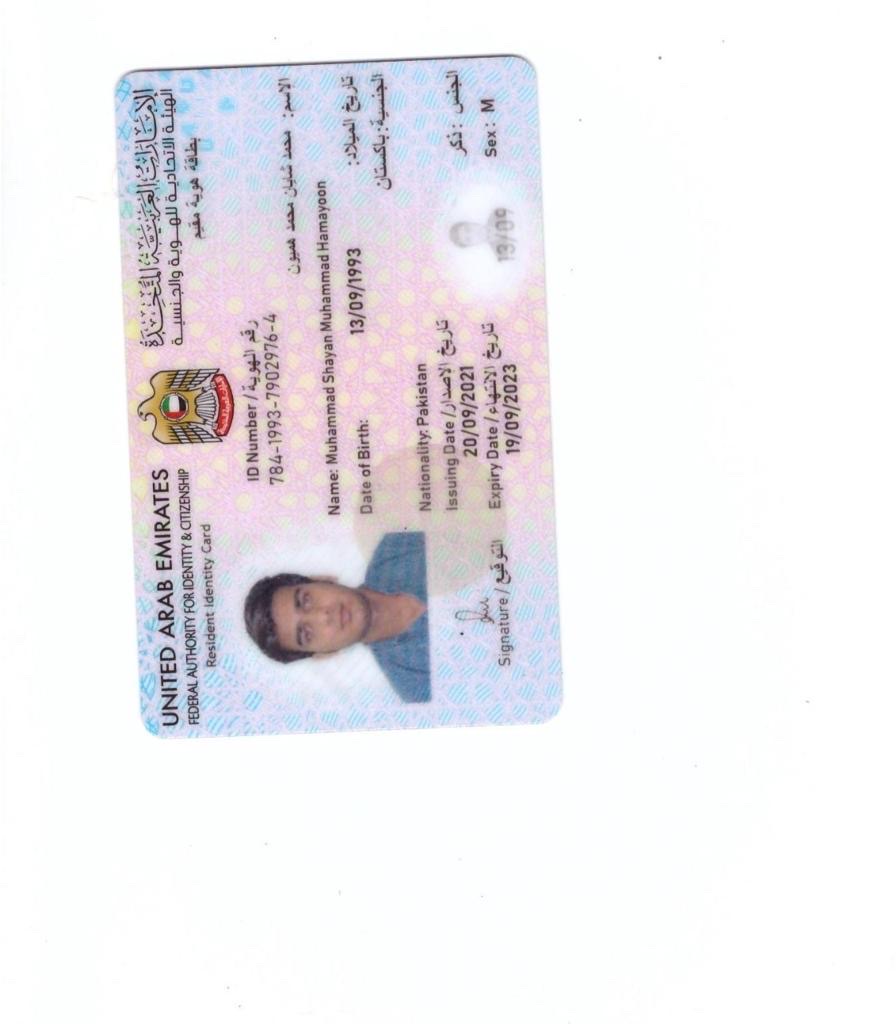 UNITED ARAB EMIRATES
FEDERAL AUTHORITY FOR IDENTITY & CITIZENSHIP
Resident Identity Card
الإمارات العربية المتحدة
الهيئة الاتحادية للهوية والجنسية
بطاقة هوية مقيم
ID Number / رقم الهوية
784-1993-7902976-4
الاسم: محمد شايان محمد هميون
Name: Muhammad Shayan Muhammad Hamayoon
Date of Birth: 13/09/1993 تاريخ الميلاد:
الجنسية: باكستان
Nationality: Pakistan
Issuing Date / تاريخ الاصدار
20/09/2021
Expiry Date / تاريخ الانتهاء
19/09/2023
الجنس : ذكر
Sex: M
13/09
Signature / التوقيع